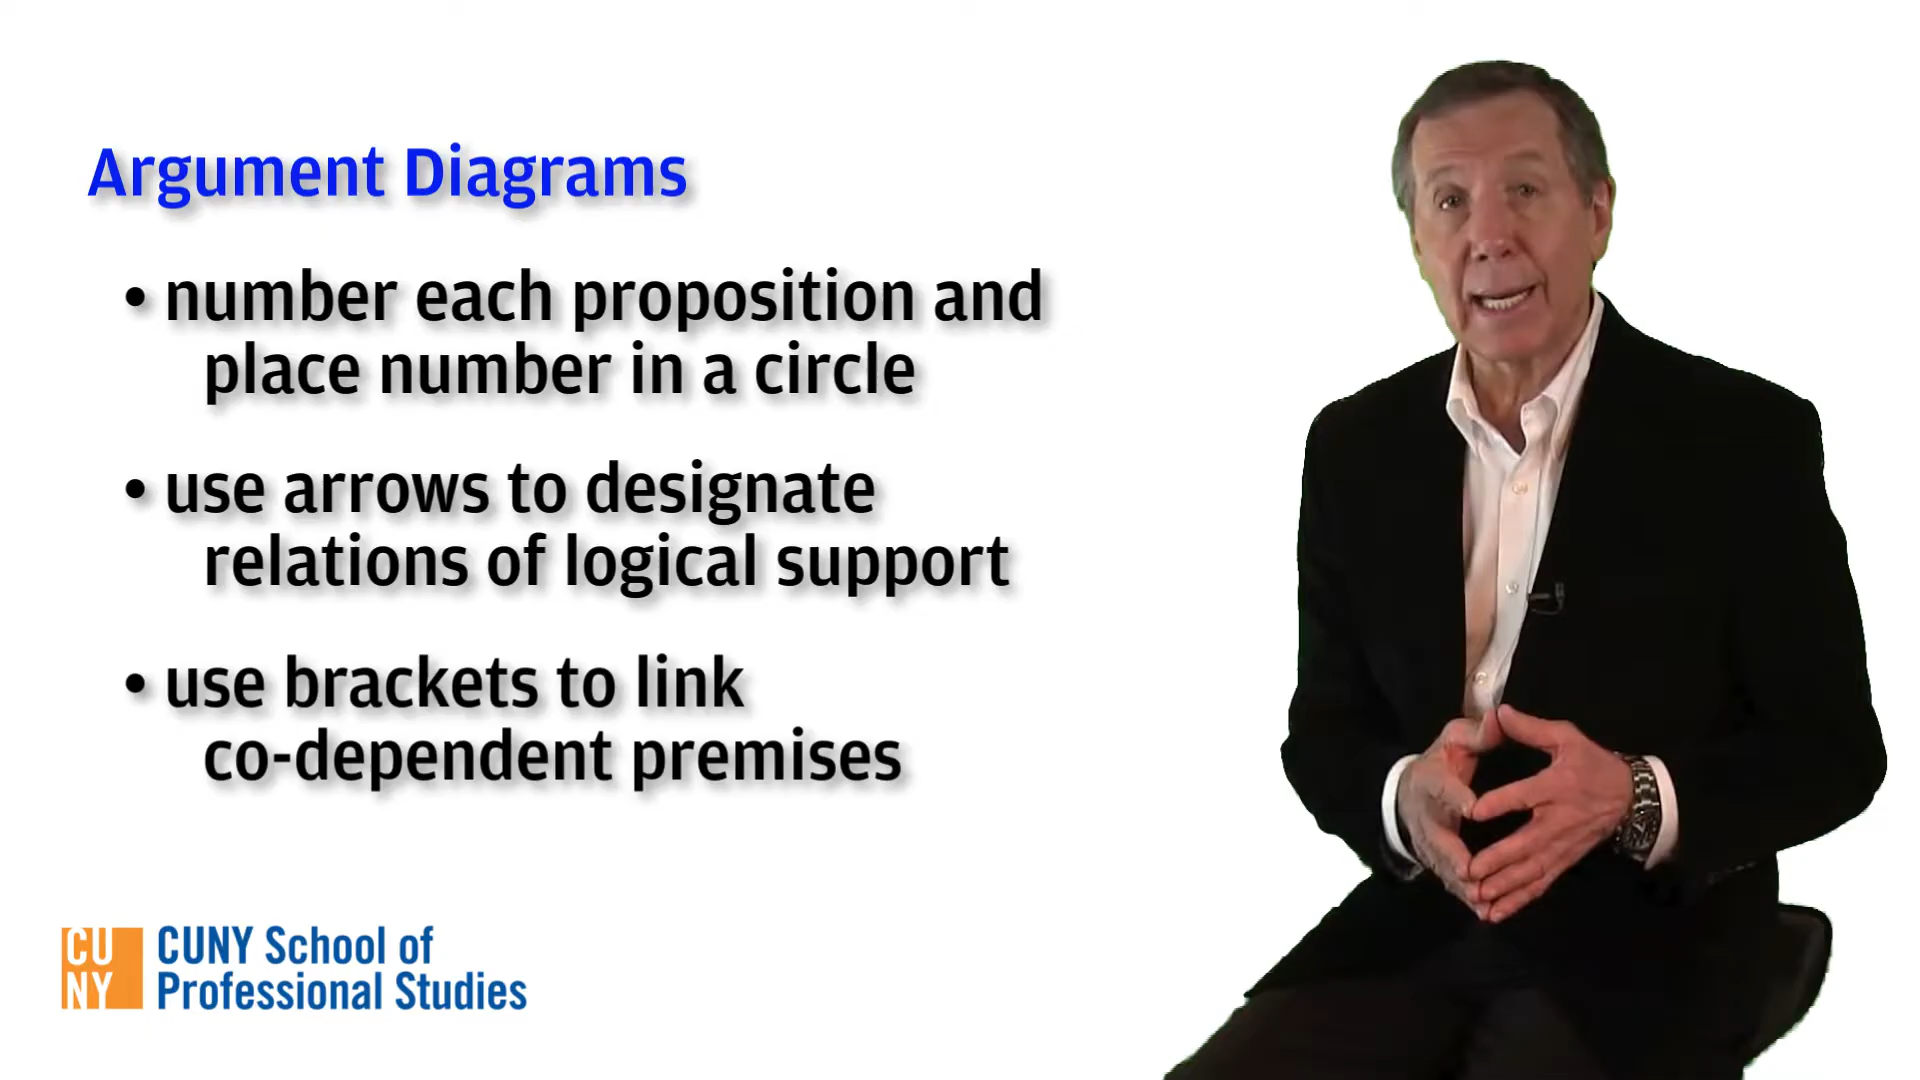 Argument Diagrams
• number each proposition and
place number in a circle
• use arrows to designate
relations of logical support
• use brackets to link
co-dependent premises
CU
NY
CUNY School of
Professional Studies